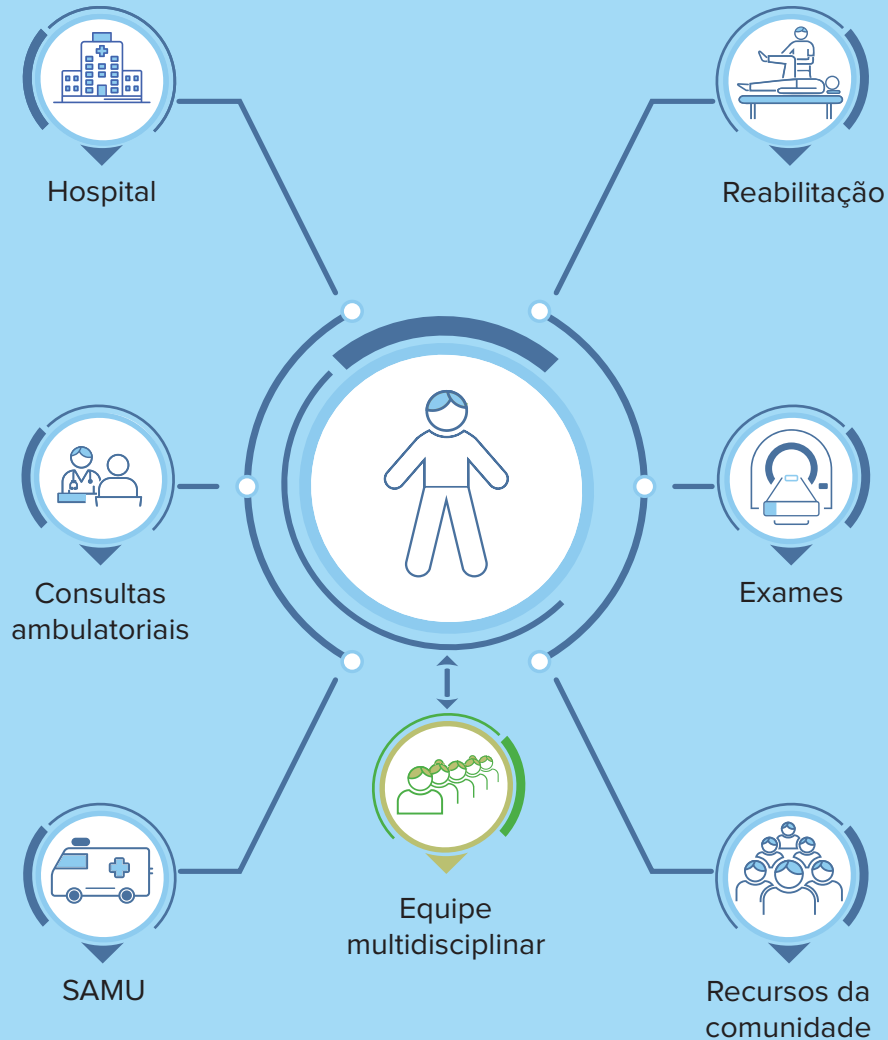 Hospital
Reabilitação
Consultas
ambulatoriais
Exames
Equipe
multidisciplinar
SAMU
Recursos da
comunidade